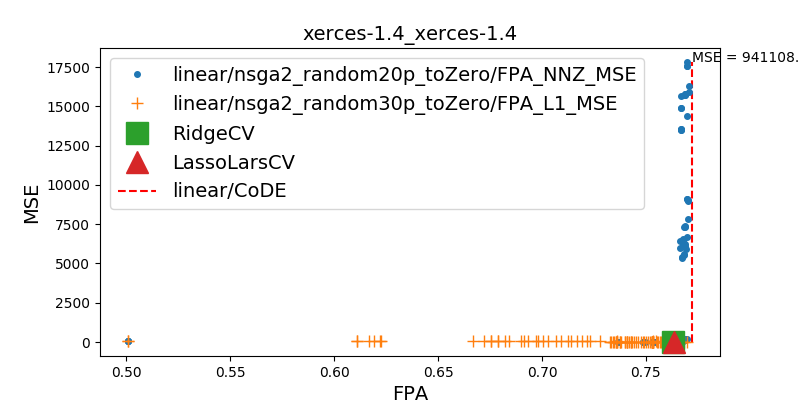 xerces-1.4_xerces-1.4
MSE = 941108.
linear/nsga2_random20p_toZero/FPA_NNZ_MSE
linear/nsga2_random30p_toZero/FPA_L1_MSE
RidgeCV
LassoLarsCV
linear/CoDE
MSE
17500
15000
12500
10000
7500
5000
2500
0
0.50 0.55 0.60 0.65 0.70 0.75
FPA